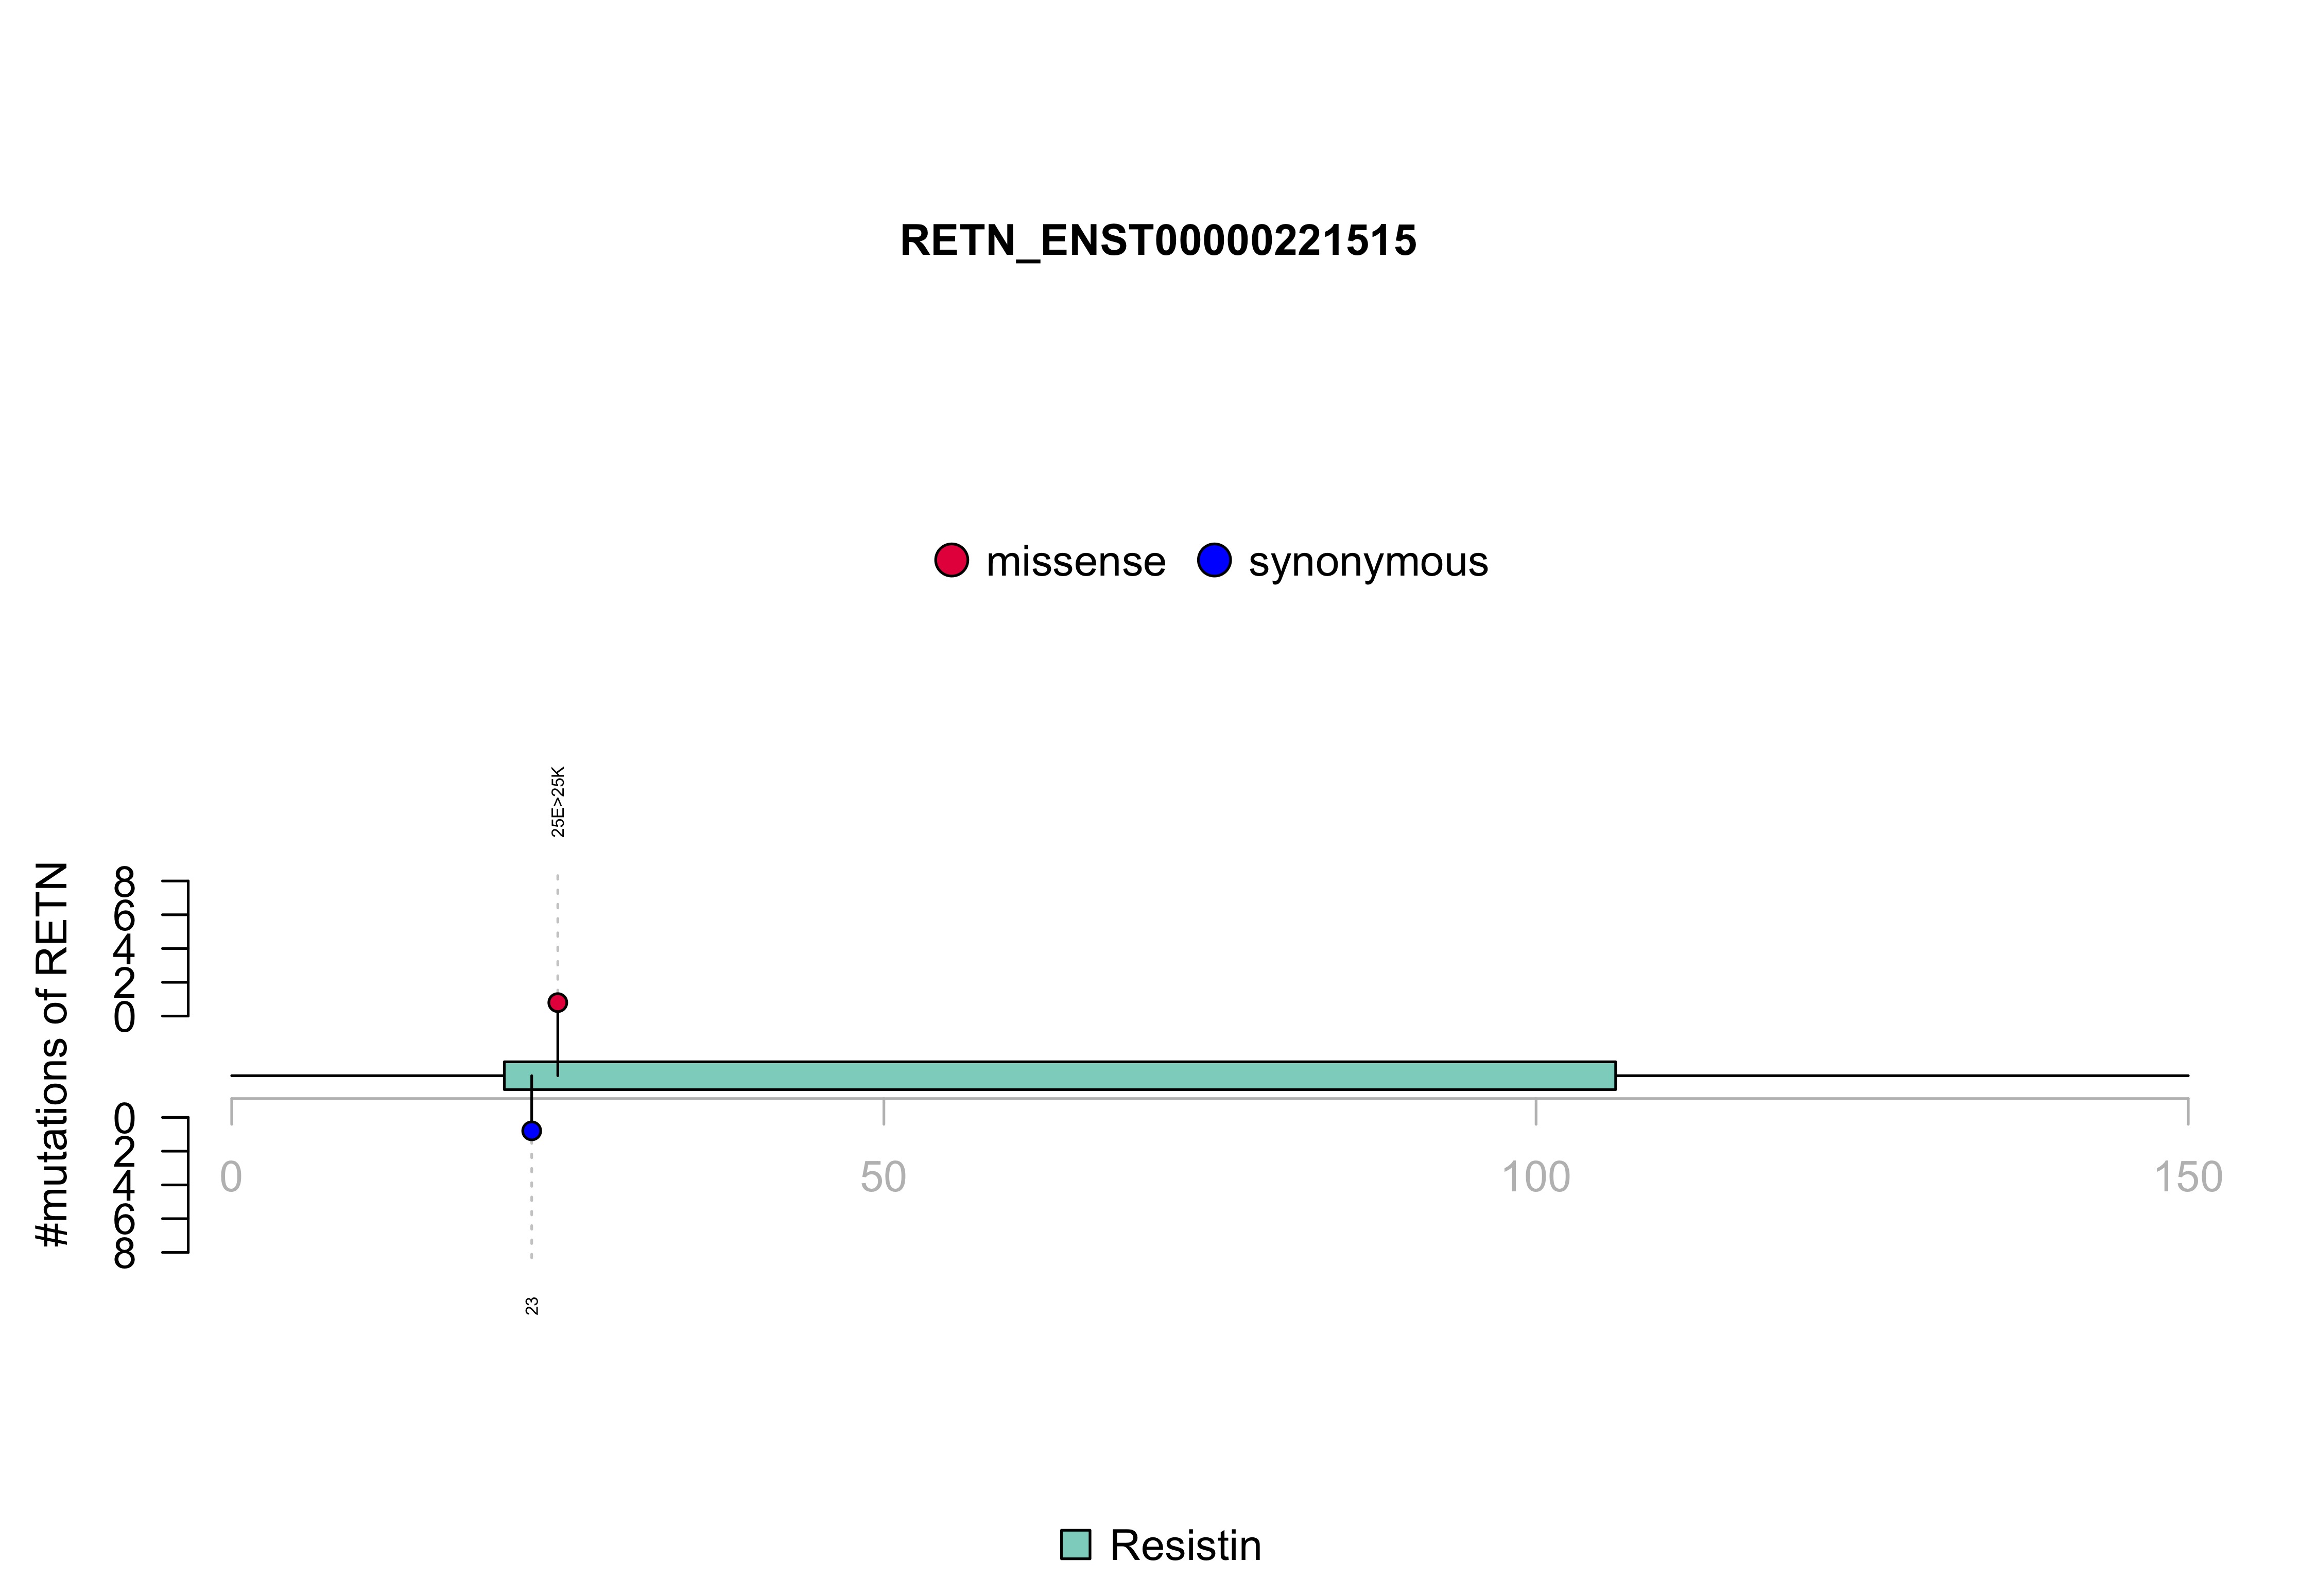 RETN_ENST00000221515
missense synonymous
25E>25K
#mutations of RETN
8
6
4
2
0
0
2
4
6
8
0 50 100 150
23
Resistin